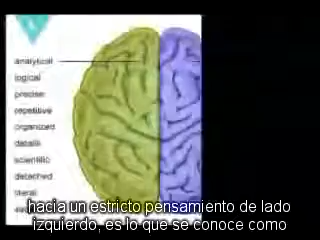 analytical
logical
precise
repetitive
organized
details
scientific
detached
literal
hacia un estricto pensamiento de lado
izquierdo, es lo que se conoce como